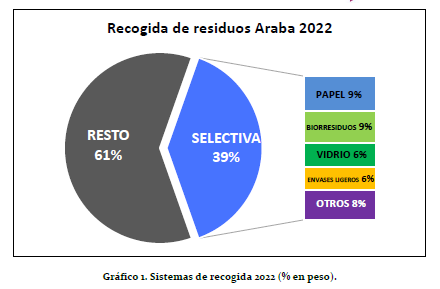 Recogida de residuos Araba 2022
RESTO
61%
SELECTIVA
39%
PAPEL 9%
BIORRESIDUOS 9%
VIDRIO 6%
ENVASES LIGEROS 6%
OTROS 8%
Gráfico 1. Sistemas de recogida 2022 (% en peso).